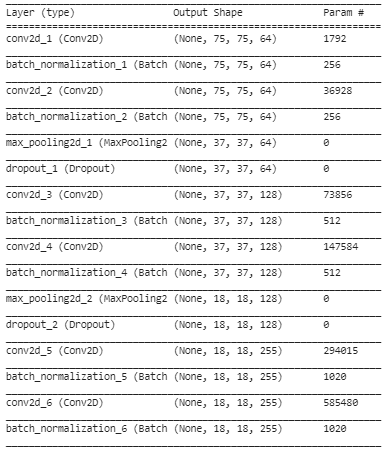 Layer (type) Output Shape Param #
conv2d_1 (Conv2D) (None, 75, 75, 64) 1792
batch_normalization_1 (Batch (None, 75, 75, 64) 256
conv2d_2 (Conv2D) (None, 75, 75, 64) 36928
batch_normalization_2 (Batch (None, 75, 75, 64) 256
max_pooling2d_1 (MaxPooling2 (None, 37, 37, 64) 0
dropout_1 (Dropout) (None, 37, 37, 64) 0
conv2d_3 (Conv2D) (None, 37, 37, 128) 73856
batch_normalization_3 (Batch (None, 37, 37, 128) 512
conv2d_4 (Conv2D) (None, 37, 37, 128) 147584
batch_normalization_4 (Batch (None, 37, 37, 128) 512
max_pooling2d_2 (MaxPooling2 (None, 18, 18, 128) 0
dropout_2 (Dropout) (None, 18, 18, 128) 0
conv2d_5 (Conv2D) (None, 18, 18, 255) 294015
batch_normalization_5 (Batch (None, 18, 18, 255) 1020
conv2d_6 (Conv2D) (None, 18, 18, 255) 585480
batch_normalization_6 (Batch (None, 18, 18, 255) 1020